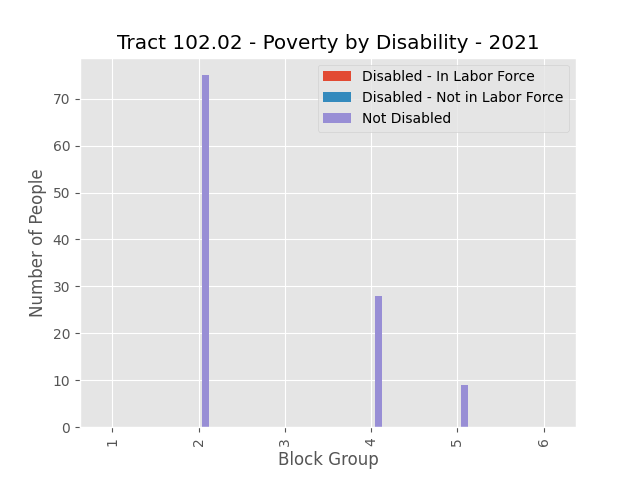 Tract 102.02 - Poverty by Disability - 2021
Disabled - In Labor Force
Disabled - Not in Labor Force
Not Disabled
Number of People
70
60
50
40
30
20
10
0
1
2
3
4
5
6
Block Group